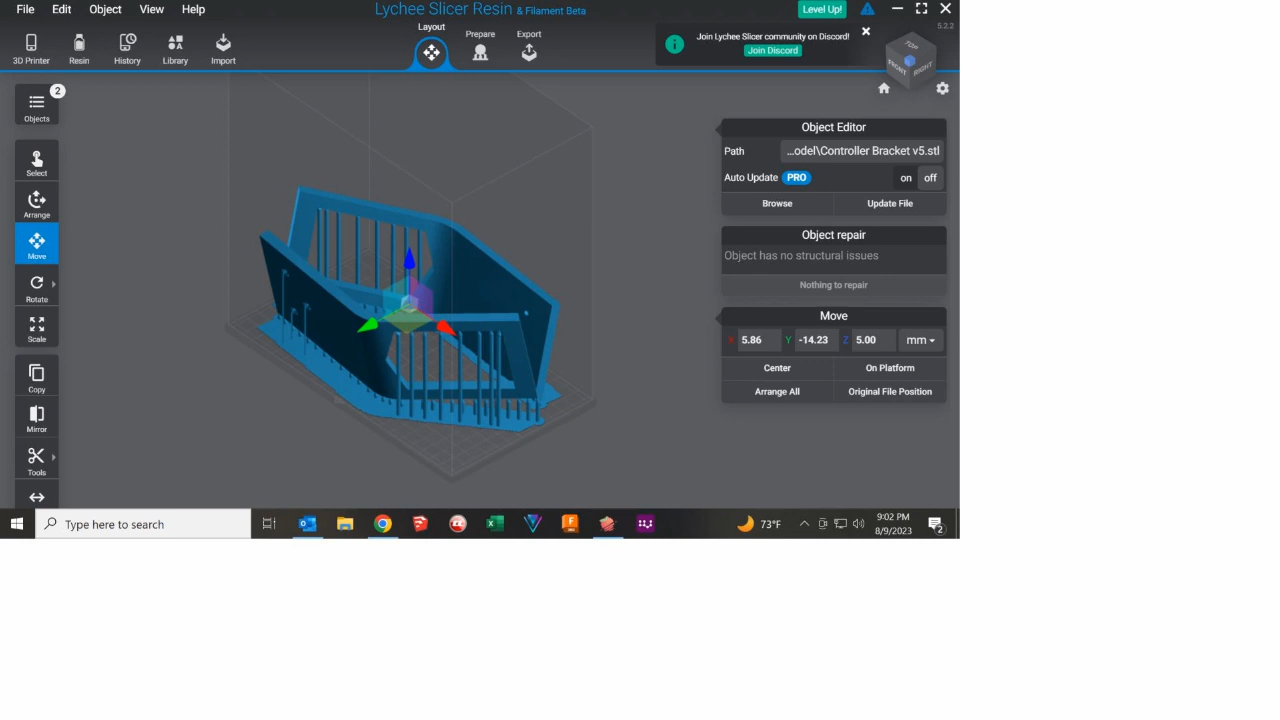 File Edit Object View Help
Lychee Slicer Resin & Filament Beta
Level Up!
5.2.2
3D Printer Resin History Library Import
Layout Prepare Export
Join Lychee Slicer community on Discord!
Join Discord
TOP
FRONT RIGHT
2
Objects
Select
Arrange
Move
Rotate
Scale
Copy
Mirror
Tools
Object Editor
Path ...odel\Controller Bracket v5.stl
Auto Update PRO on off
Browse Update File
Object repair
Object has no structural issues
Nothing to repair
Move
X 5.86 Y -14.23 Z 5.00 mm
Center On Platform
Arrange All Original File Position
Type here to search
73°F
9:02 PM
8/9/2023
2